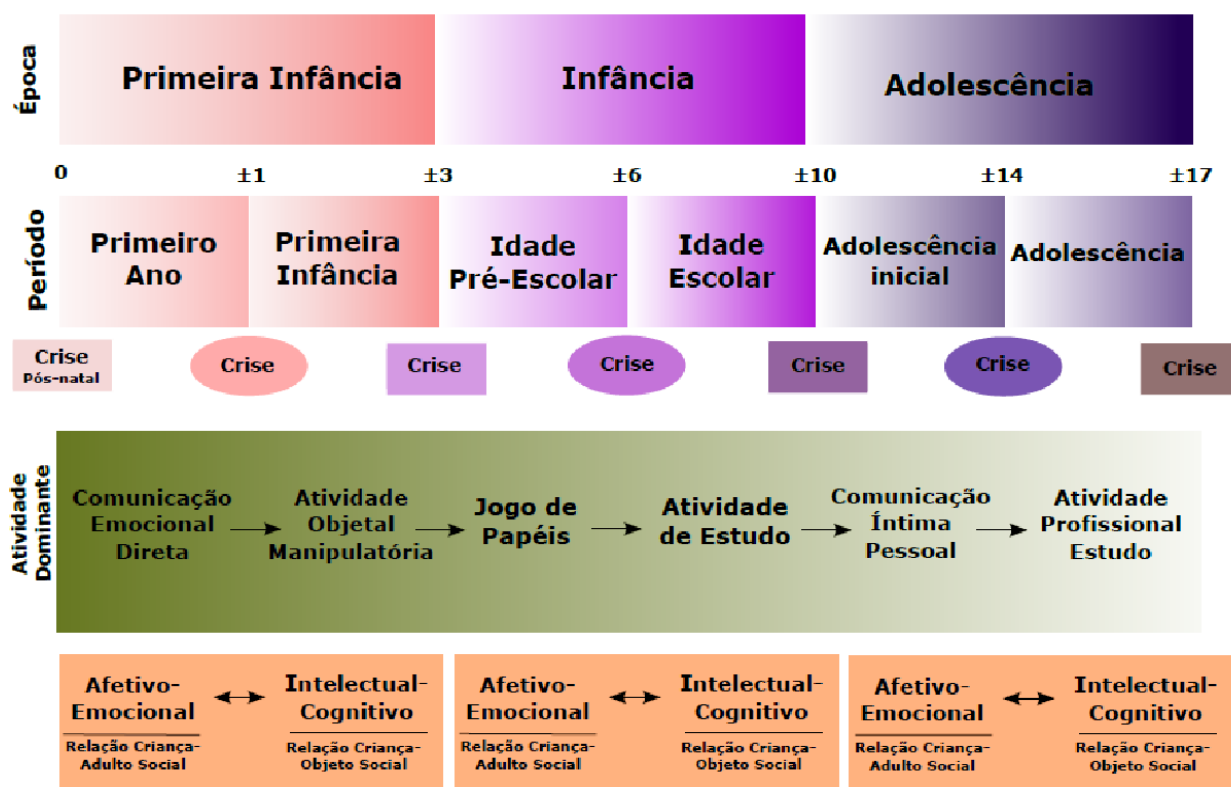 Época
Primeira Infância
Infância
Adolescência
0
±1
±3
±6
±10
±14
±17
Período
Primeiro
Ano
Primeira
Infância
Idade
Pré-Escolar
Idade
Escolar
Adolescência
inicial
Adolescência
Crise
Pós-natal
Crise
Crise
Crise
Crise
Crise
Crise
Atividade
Dominante
Comunicação
Emocional
Direta
Atividade
Objetal
Manipulatória
Jogo de
Papéis
Atividade
de Estudo
Comunicação
Íntima
Pessoal
Atividade
Profissional
Estudo
Afetivo-
Emocional
Relação Criança-
Adulto Social
Intelectual-
Cognitivo
Relação Criança-
Objeto Social
Afetivo-
Emocional
Relação Criança-
Adulto Social
Intelectual-
Cognitivo
Relação Criança-
Objeto Social
Afetivo-
Emocional
Relação Criança-
Adulto Social
Intelectual-
Cognitivo
Relação Criança-
Objeto Social